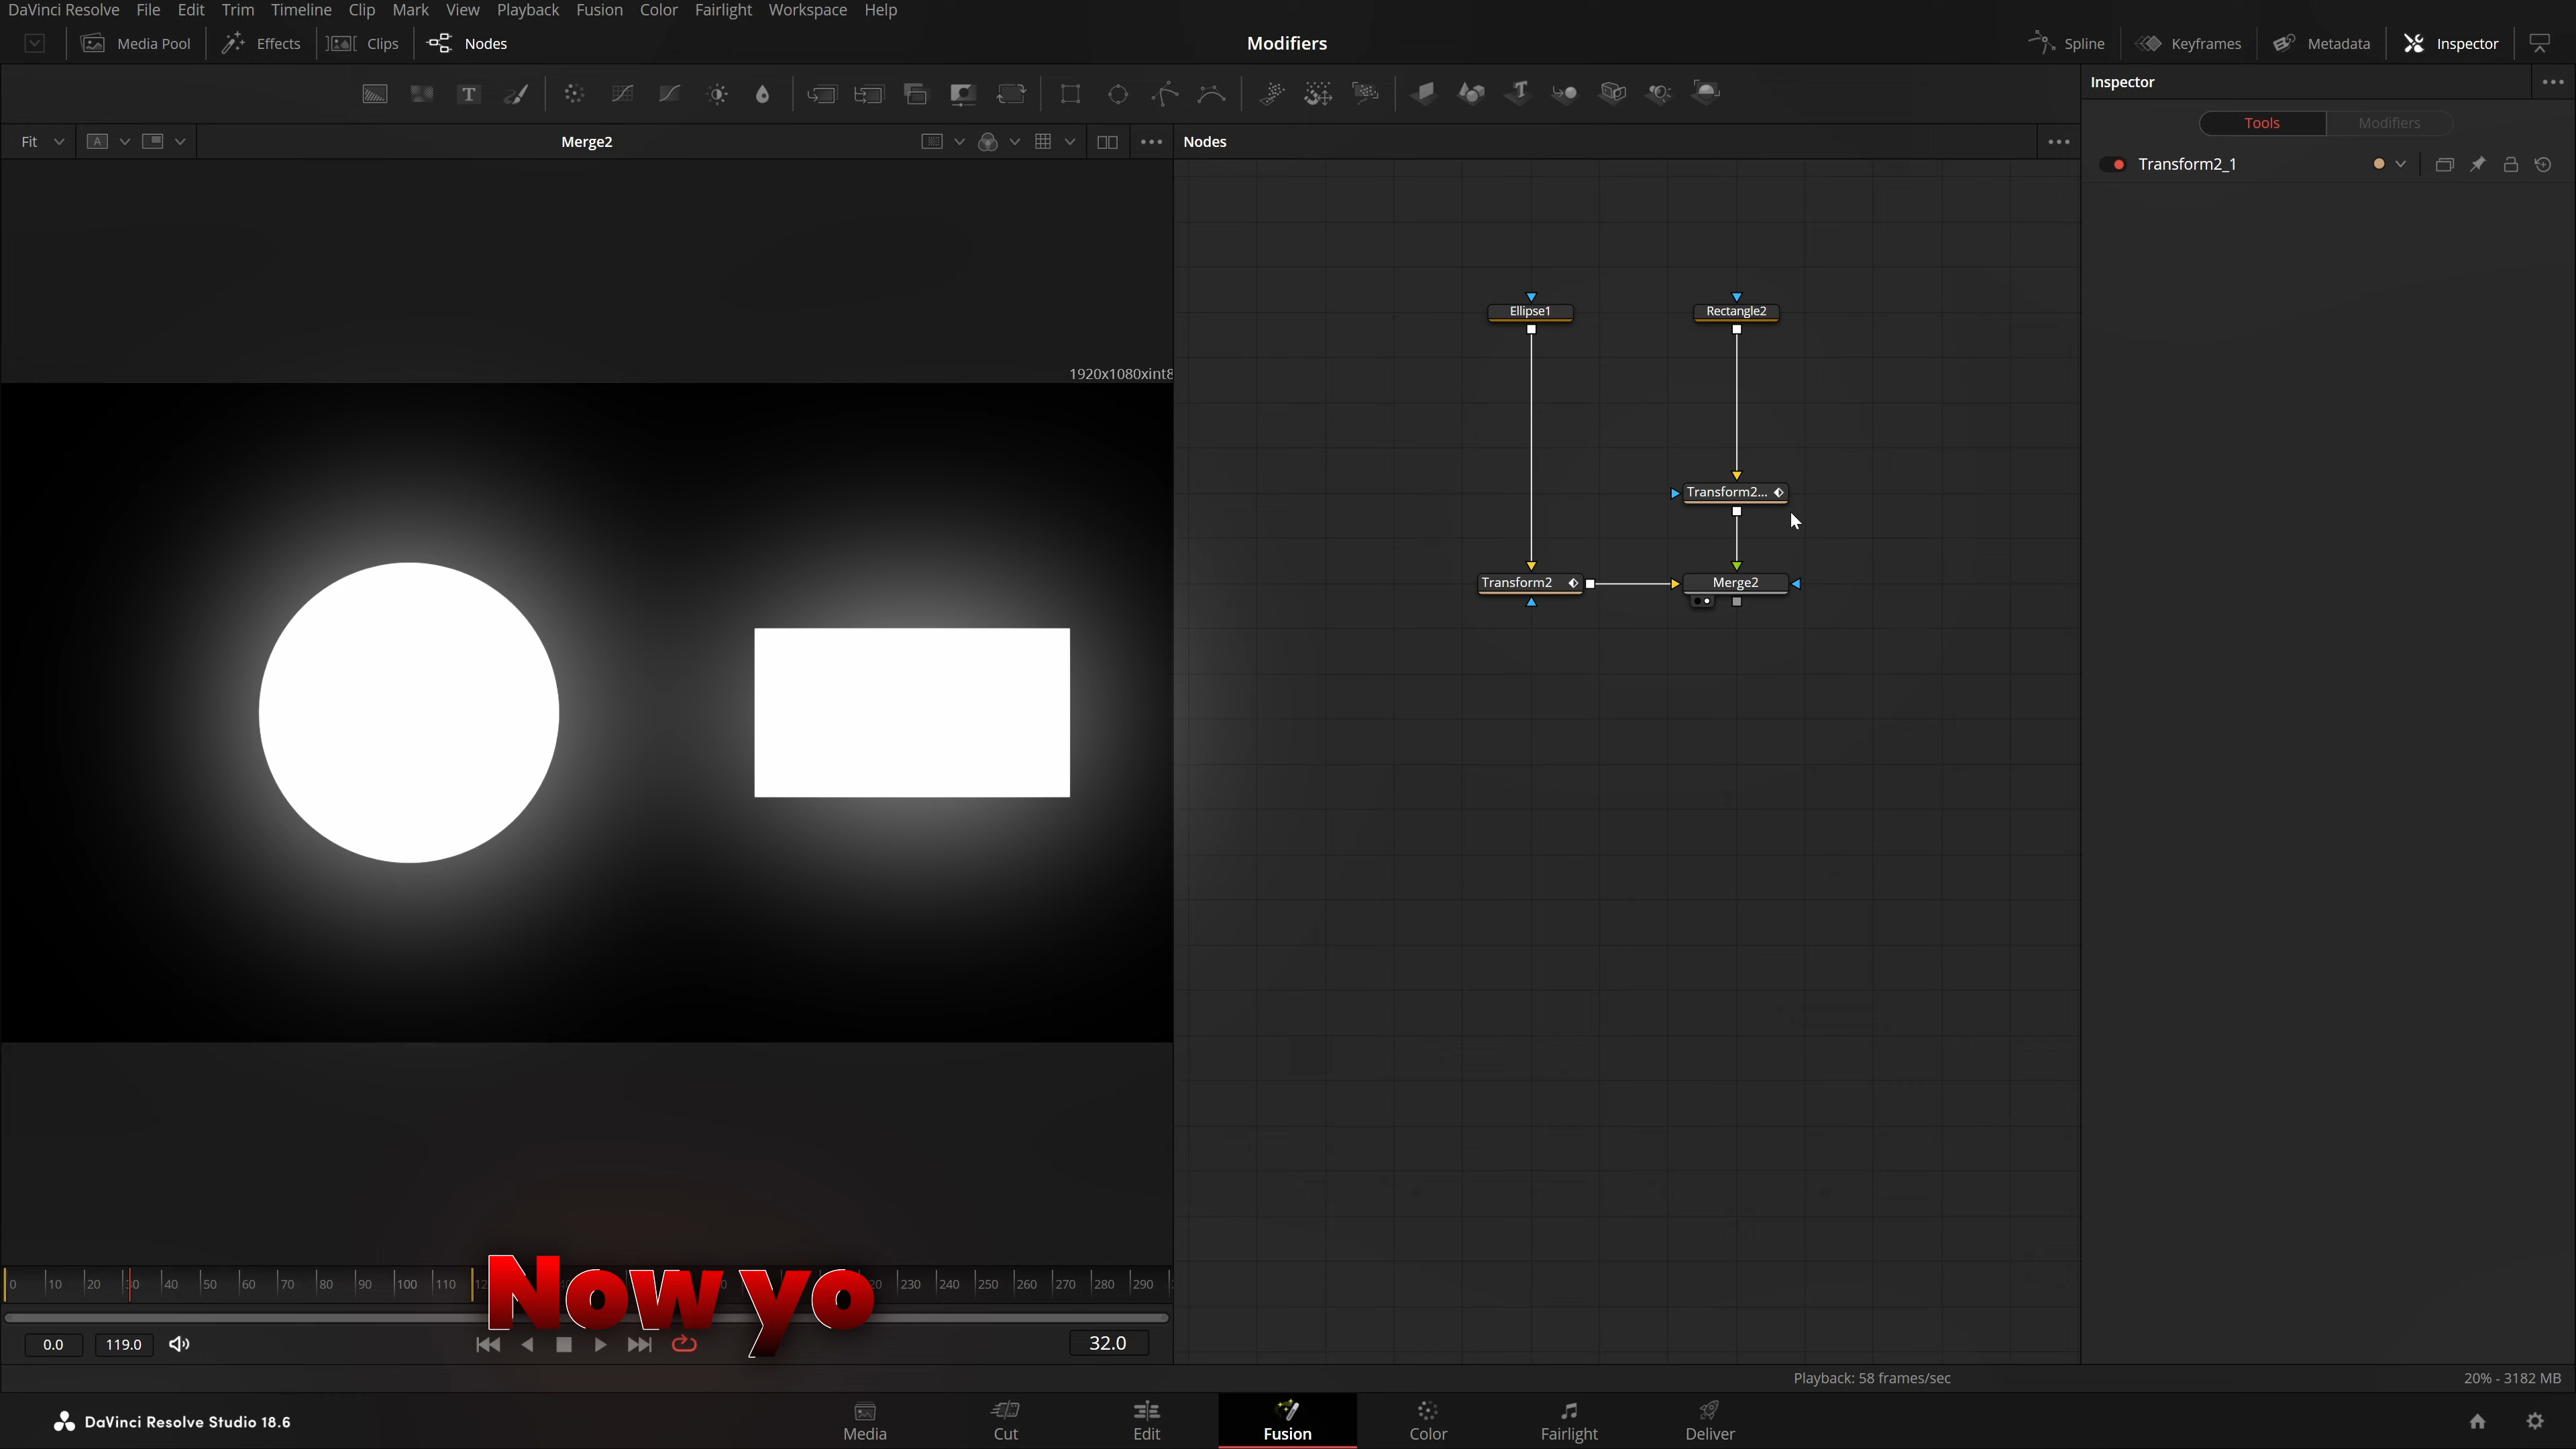 DaVinci Resolve File Edit Trim Timeline Clip Mark View Playback Fusion Color Fairlight Workspace Help
Media Pool Effects Clips Nodes Modifiers Spline Keyframes Metadata Inspector
Inspector
Fit A Merge2 Nodes
Tools Modifiers
Transform2_1
Ellipse1 Rectangle2
1920x1080xint8
Transform2...
Transform2 Merge2
0 10 20 30 40 50 60 70 80 90 100 110 230 240 250 260 270 280 290
Now yo
0.0 119.0 32.0
Playback: 58 frames/sec 20% - 3182 MB
DaVinci Resolve Studio 18.6
Media Cut Edit Fusion Color Fairlight Deliver